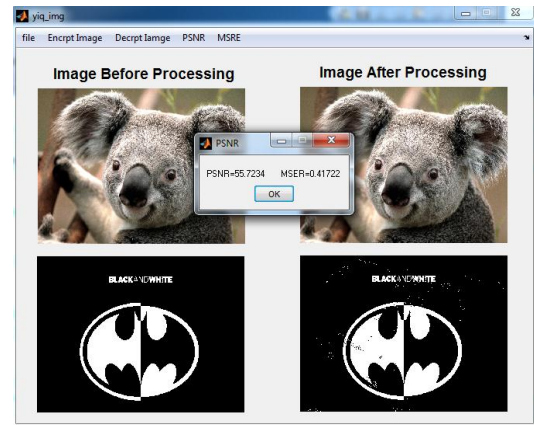 yiq_img
file Encrpt Image Decrpt Iamge PSNR MSRE
Image Before Processing
Image After Processing
PSNR
PSNR=55.7234 MSER=0.41722
OK
BLACKANDWHITE
BLACKANDWHITE